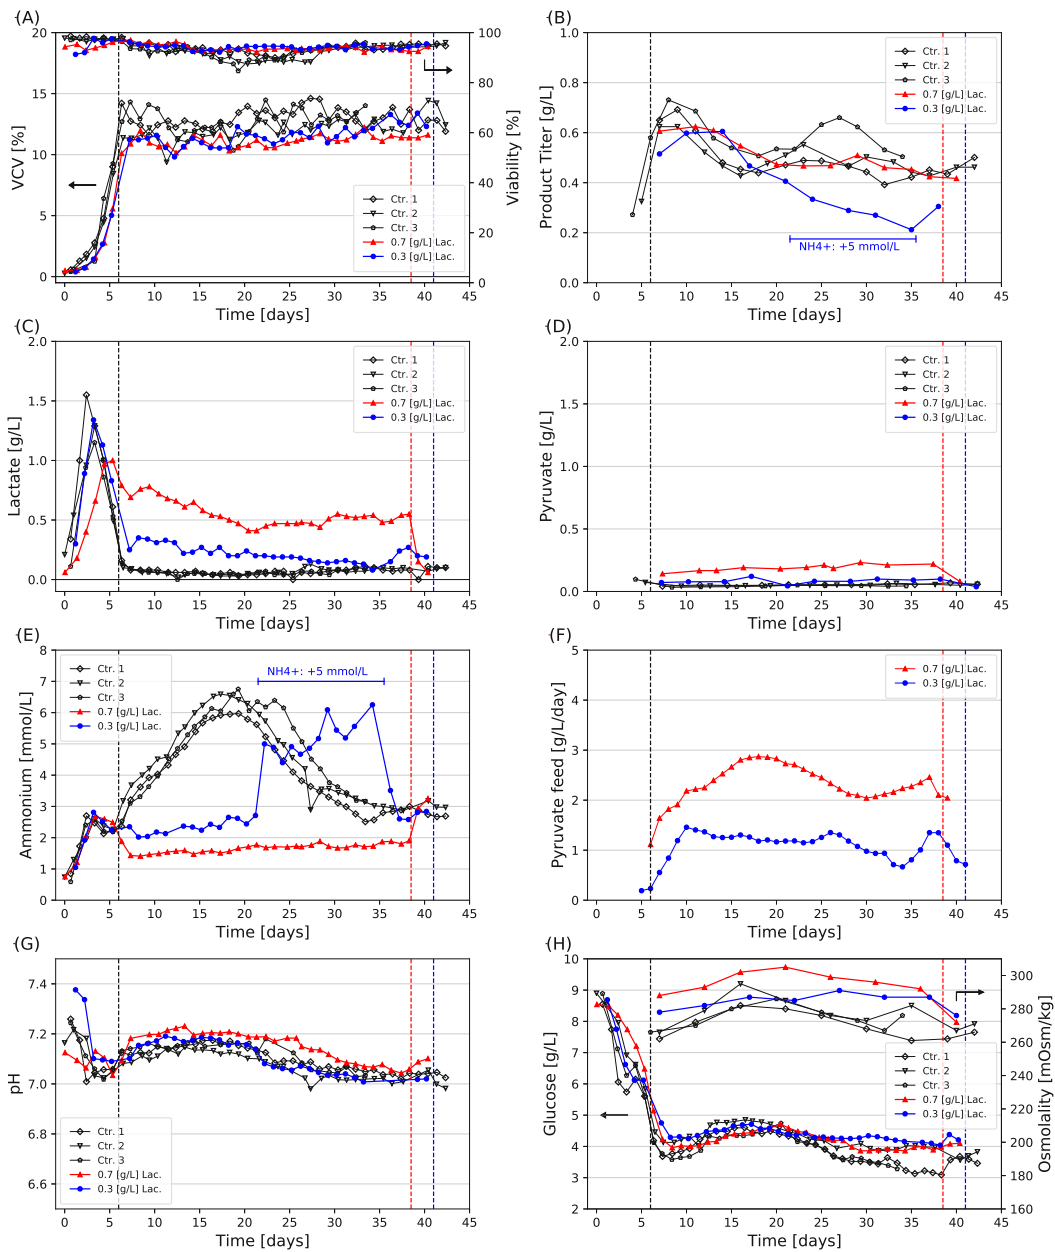 (A)
20
15
10
5
0
VCV [%]
100
80
60
40
20
0
Viability [%]
Ctr. 1
Ctr. 2
Ctr. 3
0.7 [g/L] Lac.
0.3 [g/L] Lac.
0 5 10 15 20 25 30 35 40 45
Time [days]
(B)
1.0
0.8
0.6
0.4
0.2
0.0
Product Titer [g/L]
Ctr. 1
Ctr. 2
Ctr. 3
0.7 [g/L] Lac.
0.3 [g/L] Lac.
NH4+: +5 mmol/L
0 5 10 15 20 25 30 35 40 45
Time [days]
(C)
2.0
1.5
1.0
0.5
0.0
Lactate [g/L]
Ctr. 1
Ctr. 2
Ctr. 3
0.7 [g/L] Lac.
0.3 [g/L] Lac.
0 5 10 15 20 25 30 35 40 45
Time [days]
(D)
2.0
1.5
1.0
0.5
0.0
Pyruvate [g/L]
Ctr. 1
Ctr. 2
Ctr. 3
0.7 [g/L] Lac.
0.3 [g/L] Lac.
0 5 10 15 20 25 30 35 40 45
Time [days]
(E)
8
7
6
5
4
3
2
1
0
Ammonium [mmol/L]
Ctr. 1
Ctr. 2
Ctr. 3
0.7 [g/L] Lac.
0.3 [g/L] Lac.
NH4+: +5 mmol/L
0 5 10 15 20 25 30 35 40 45
Time [days]
(F)
5
4
3
2
1
0
Pyruvate feed [g/L/day]
0.7 [g/L] Lac.
0.3 [g/L] Lac.
0 5 10 15 20 25 30 35 40 45
Time [days]
(G)
7.4
7.2
7.0
6.8
6.6
pH
Ctr. 1
Ctr. 2
Ctr. 3
0.7 [g/L] Lac.
0.3 [g/L] Lac.
0 5 10 15 20 25 30 35 40 45
Time [days]
(H)
10
9
8
7
6
5
4
3
2
Glucose [g/L]
300
280
260
240
220
200
180
160
Osmolality [mOsm/kg]
Ctr. 1
Ctr. 2
Ctr. 3
0.7 [g/L] Lac.
0.3 [g/L] Lac.
0 5 10 15 20 25 30 35 40 45
Time [days]